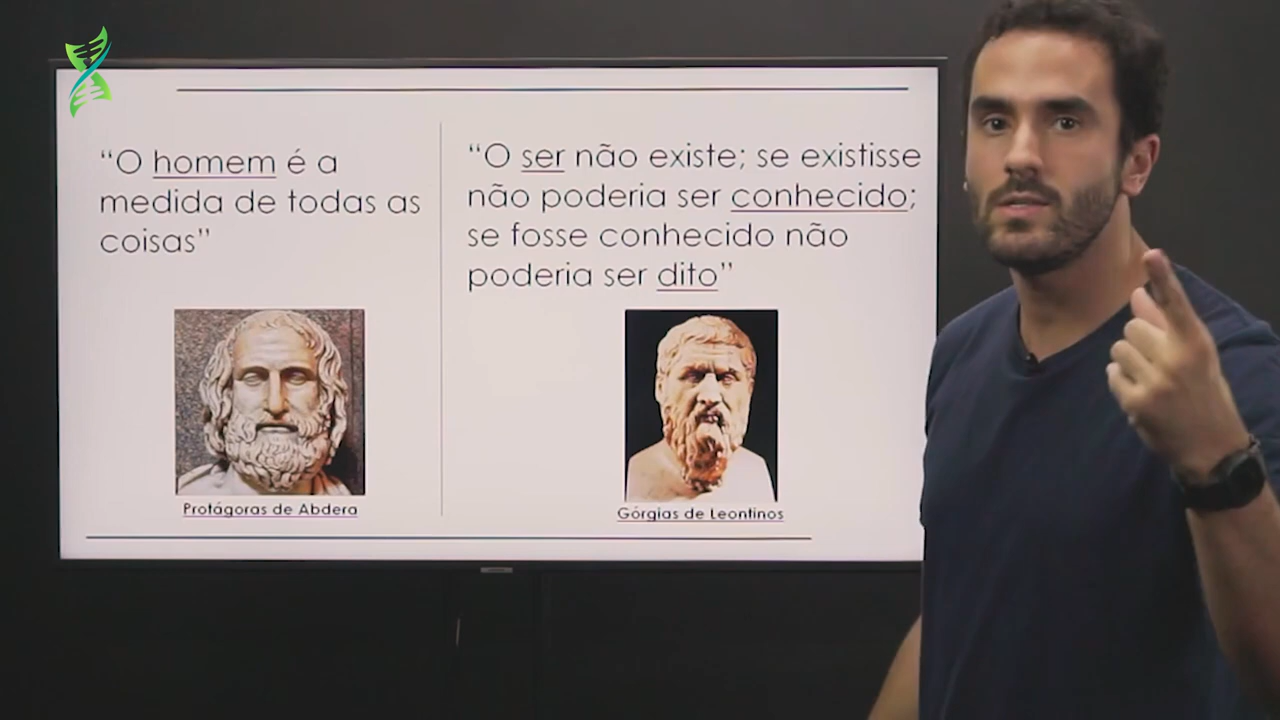 “O homem é a
medida de todas as
coisas”
Protágoras de Abdera
“O ser não existe; se existisse
não poderia ser conhecido;
se fosse conhecido não
poderia ser dito”
Górgias de Leontinos